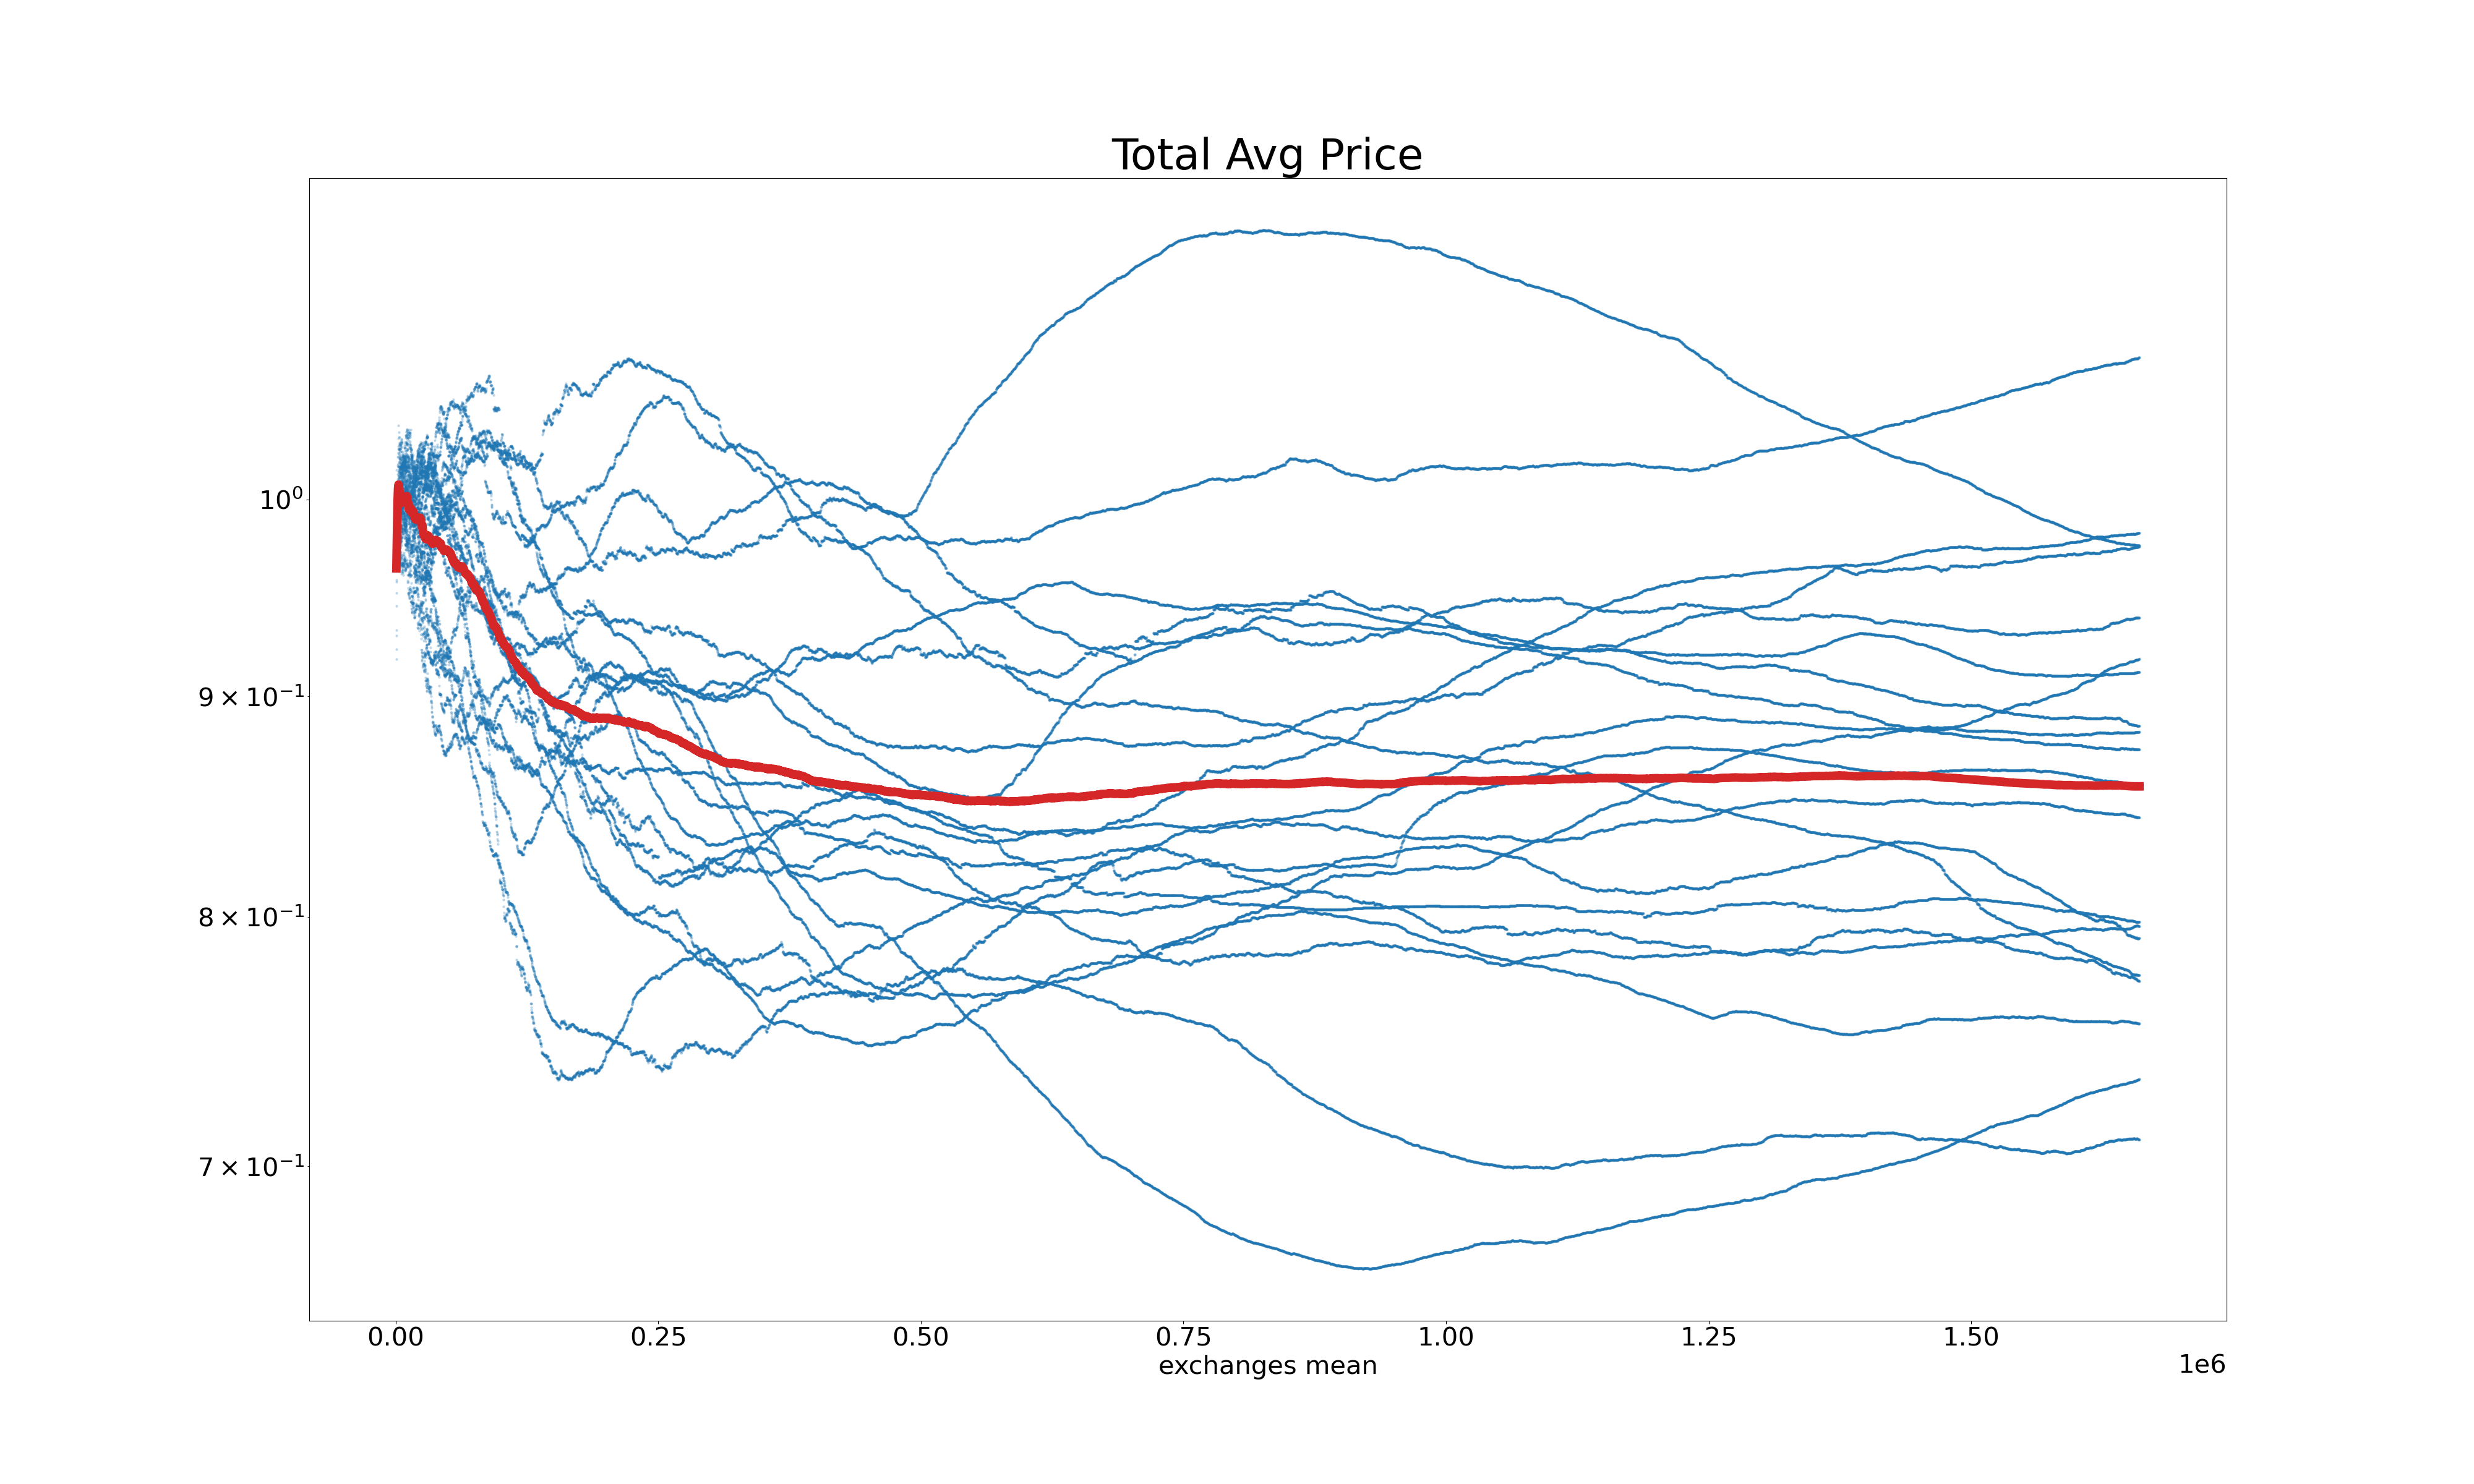 Total Avg Price
10⁰
9 × 10⁻¹
8 × 10⁻¹
7 × 10⁻¹
0.00 0.25 0.50 0.75 1.00 1.25 1.50
exchanges mean
1e6